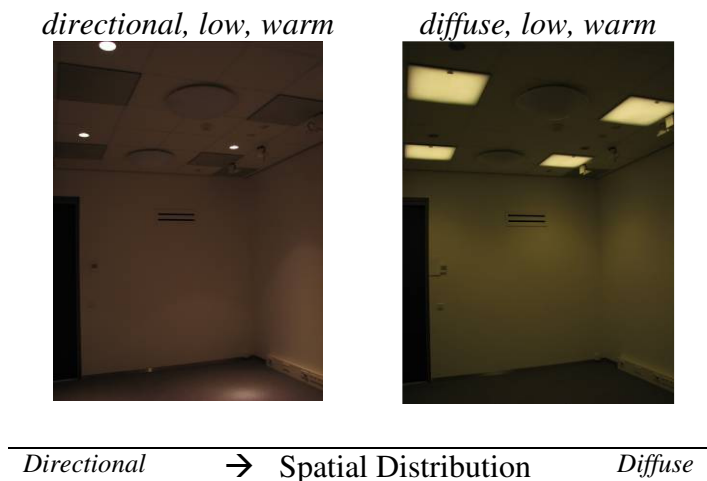 directional, low, warm diffuse, low, warm
Directional → Spatial Distribution Diffuse